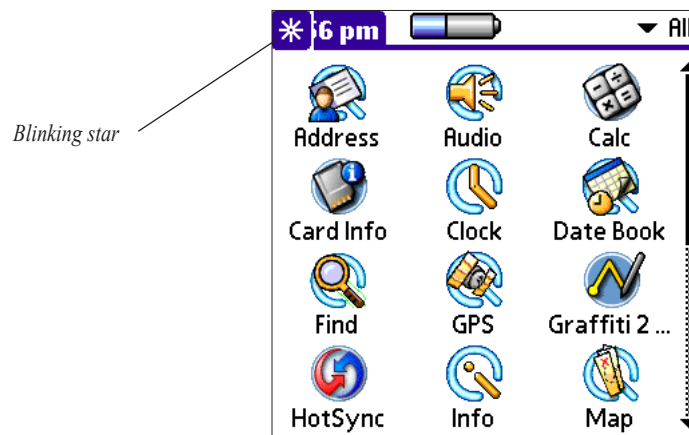 6 pm
All
Blinking star
Address Audio Calc
Card Info Clock Date Book
Find GPS Graffiti 2 ...
HotSync Info Map